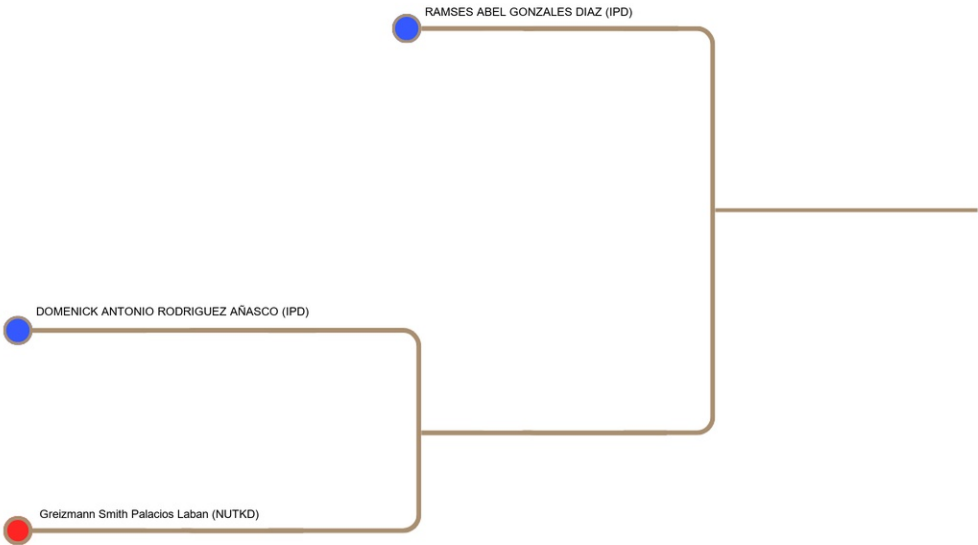 RAMSES ABEL GONZALES DIAZ (IPD)
DOMENICK ANTONIO RODRIGUEZ AÑASCO (IPD)
Greizmann Smith Palacios Laban (NUTKD)